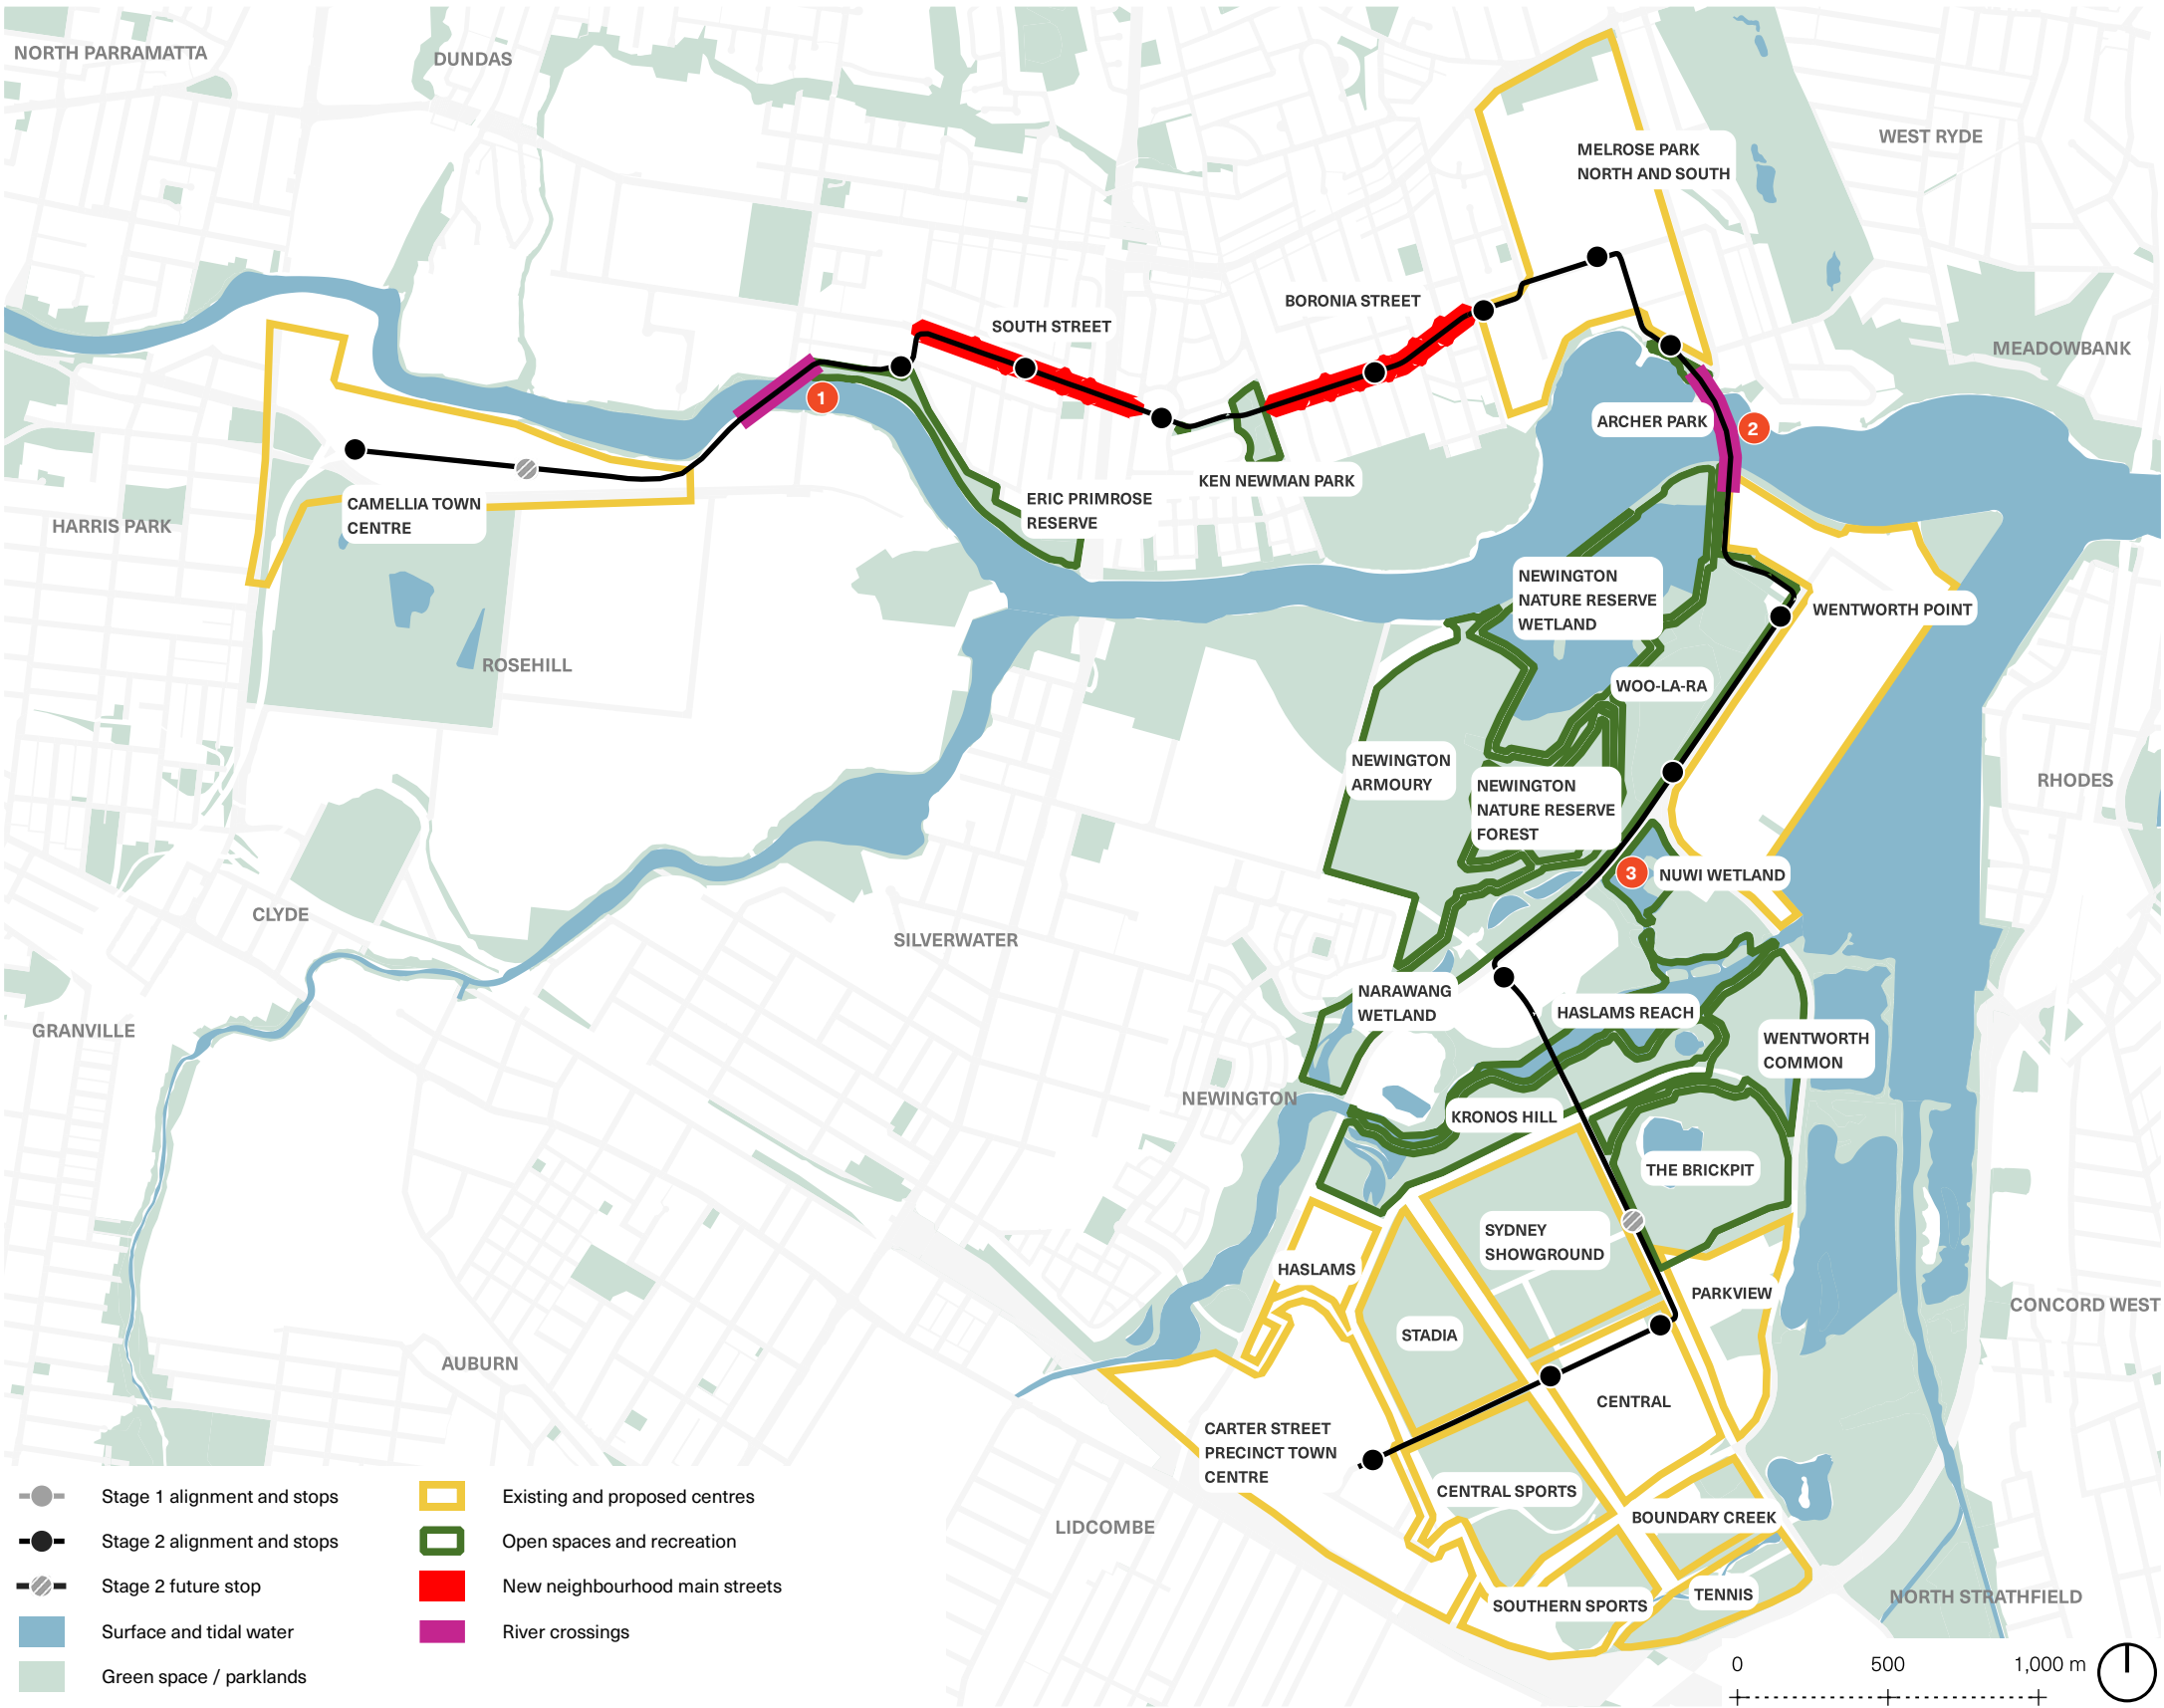 NORTH PARRAMATTA
DUNDAS
WEST RYDE
MELROSE PARK
NORTH AND SOUTH
BORONIA STREET
SOUTH STREET
MEADOWBANK
1
ARCHER PARK
2
KEN NEWMAN PARK
ERIC PRIMROSE
RESERVE
CAMELLIA TOWN
CENTRE
HARRIS PARK
NEWINGTON
NATURE RESERVE
WETLAND
WENTWORTH POINT
ROSEHILL
WOO-LA-RA
NEWINGTON
ARMOURY
NEWINGTON
NATURE RESERVE
FOREST
RHODES
3
NUWI WETLAND
CLYDE
SILVERWATER
NARAWANG
WETLAND
HASLAMS REACH
GRANVILLE
WENTWORTH
COMMON
NEWINGTON
KRONOS HILL
THE BRICKPIT
SYDNEY
SHOWGROUND
HASLAMS
PARKVIEW
CONCORD WEST
STADIA
AUBURN
CENTRAL
CARTER STREET
PRECINCT TOWN
CENTRE
CENTRAL SPORTS
BOUNDARY CREEK
LIDCOMBE
TENNIS
SOUTHERN SPORTS
NORTH STRATHFIELD
Stage 1 alignment and stops
Stage 2 alignment and stops
Stage 2 future stop
Surface and tidal water
Green space / parklands
Existing and proposed centres
Open spaces and recreation
New neighbourhood main streets
River crossings
0 500 1,000 m